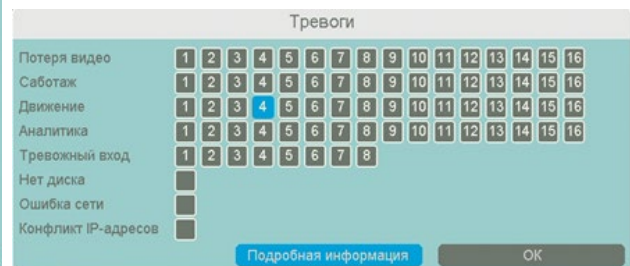 Тревоги
Потеря видео 1 2 3 4 5 6 7 8 9 10 11 12 13 14 15 16
Саботаж 1 2 3 4 5 6 7 8 9 10 11 12 13 14 15 16
Движение 1 2 3 4 5 6 7 8 9 10 11 12 13 14 15 16
Аналитика 1 2 3 4 5 6 7 8 9 10 11 12 13 14 15 16
Тревожный вход 1 2 3 4 5 6 7 8
Нет диска
Ошибка сети
Конфликт IP-адресов
Подробная информация ОК